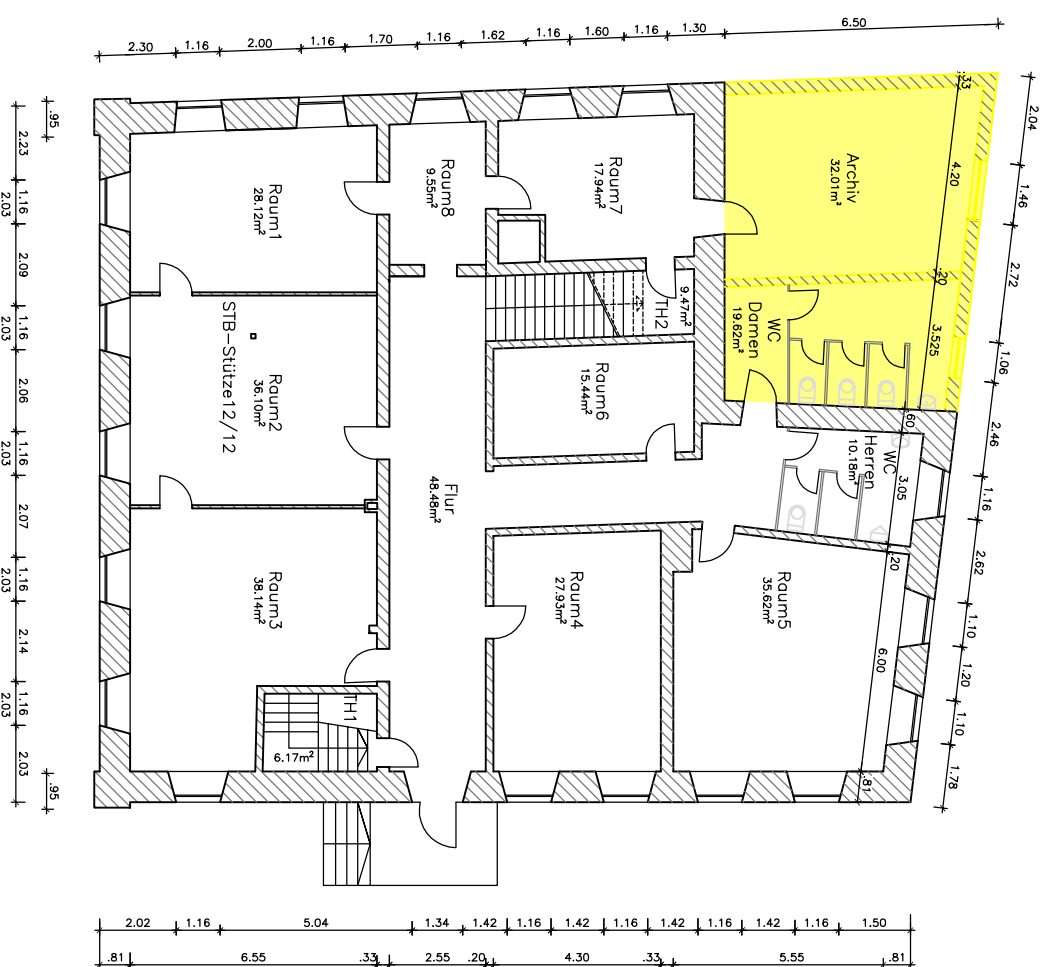 2.30 1.16 2.00 1.16 1.70 1.16 1.62 1.16 1.60 1.16 1.30 6.50
.95 2.23 1.16 2.09 1.16 2.06 1.16 2.07 1.16 2.14 1.16 2.03 .95
2.03 2.03 2.03 2.03 2.03
Raum1
28.12m²
Raum8
9.55m²
Raum7
17.94m²
Archiv
32.01m²
.33 4.20 .20 3.525 .60 3.05 .20 6.00 .81
2.04 1.46 2.72 1.06 2.46 1.16 2.62 1.10 1.20 1.10 1.78
Raum2
36.10m²
STB-Stütze12/12
TH2
9.47m²
WC
Damen
19.62m²
Raum6
15.44m²
WC
Herren
10.18m²
Flur
48.48m²
Raum3
38.14m²
Raum4
27.93m²
Raum5
35.62m²
TH1
6.17m²
2.02 1.16 5.04 1.34 1.42 1.16 1.42 1.16 1.42 1.16 1.42 1.16 1.50
.81 6.55 .33 2.55 .20 4.30 .33 5.55 .81